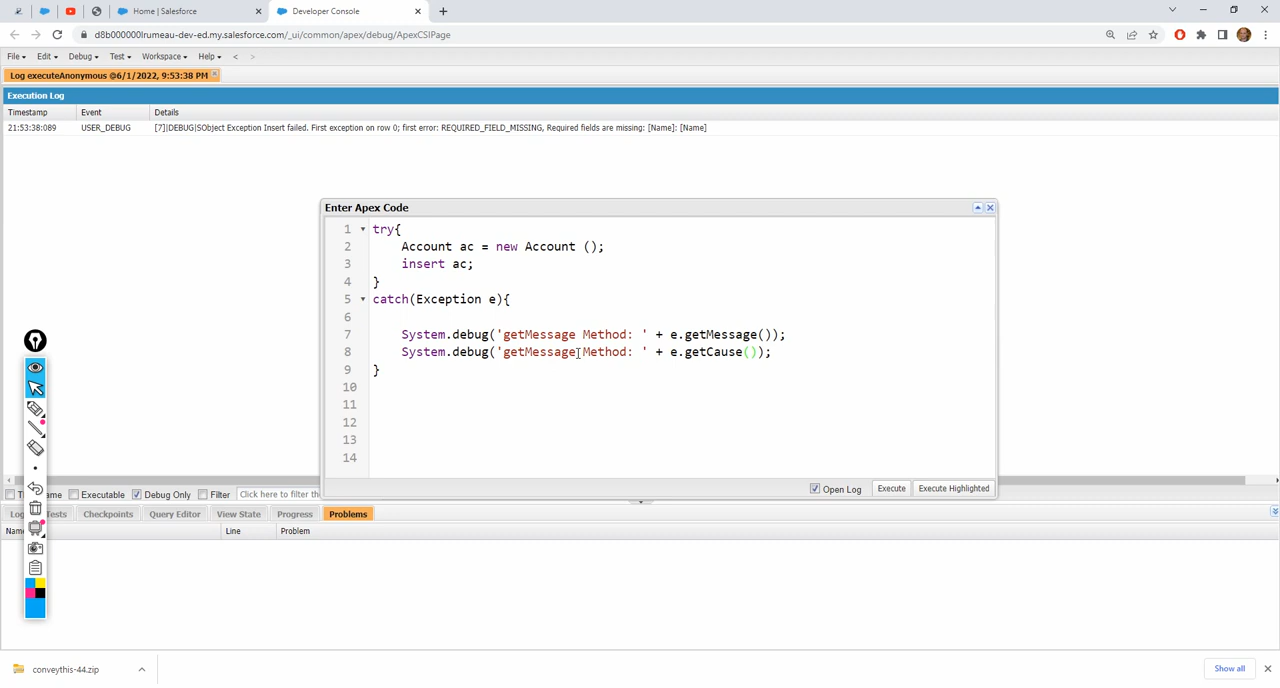 Home | Salesforce
Developer Console
d8b000000lrumeau-dev-ed.my.salesforce.com/_ui/common/apex/debug/ApexCSIPage
File Edit Debug Test Workspace Help < >
Log executeAnonymous @6/1/2022, 9:53:38 PM
Execution Log
Timestamp Event Details
21:53:38:089 USER_DEBUG [7]|DEBUG|SObject Exception Insert failed. First exception on row 0; first error: REQUIRED_FIELD_MISSING, Required fields are missing: [Name]: [Name]
Enter Apex Code
1 try{
2 Account ac = new Account ();
3 insert ac;
4 }
5 catch(Exception e){
6
7 System.debug('getMessage Method: ' + e.getMessage());
8 System.debug('getMessage Method: ' + e.getCause());
9 }
10
11
12
13
14
Open Log Execute Execute Highlighted
Executable Debug Only Filter Click here to filter the
Tests Checkpoints Query Editor View State Progress Problems
Line Problem
conveythis-44.zip
Show all